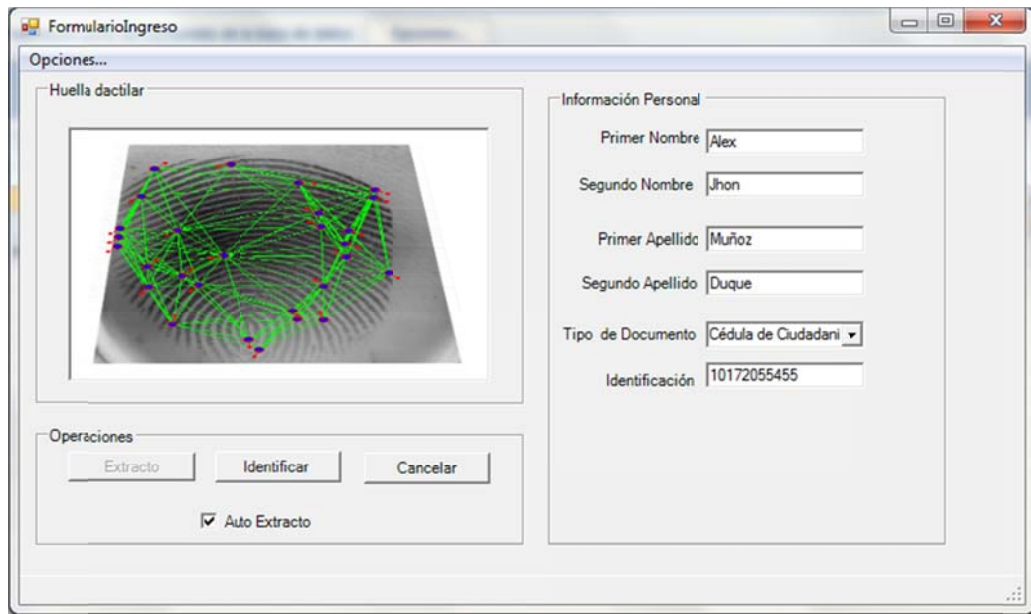 FormularioIngreso
Opciones...
Huella dactilar
Información Personal
Primer Nombre Alex
Segundo Nombre Jhon
Primer Apellido Muñoz
Segundo Apellido Duque
Tipo de Documento Cédula de Ciudadani
Identificación 10172055455
Operaciones
Extracto Identificar Cancelar
Auto Extracto